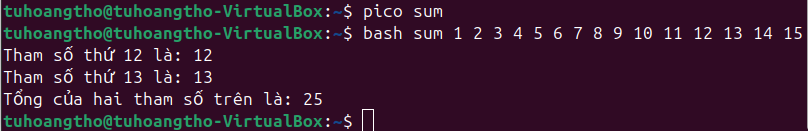 tuhoangtho@tuhoangtho-VirtualBox:~$ pico sum
tuhoangtho@tuhoangtho-VirtualBox:~$ bash sum 1 2 3 4 5 6 7 8 9 10 11 12 13 14 15
Tham số thứ 12 là: 12
Tham số thứ 13 là: 13
Tổng của hai tham số trên là: 25
tuhoangtho@tuhoangtho-VirtualBox:~$